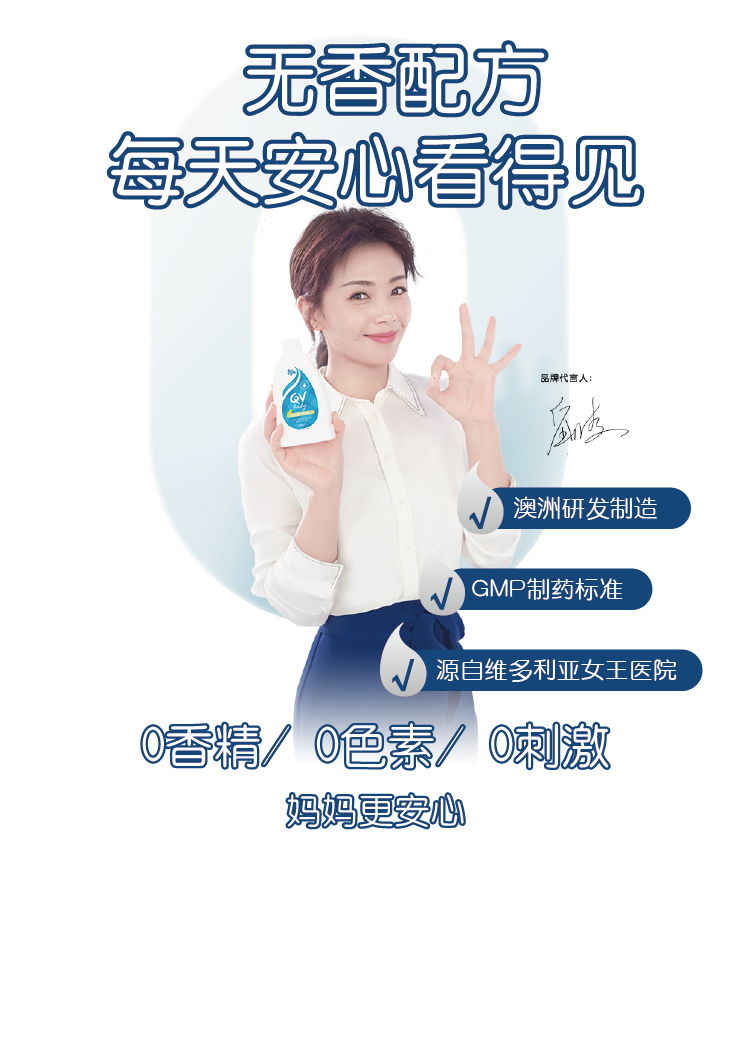 无香配方
每天安心看得见
QV
baby
品牌代言人：
✓ 澳洲研发制造
✓ GMP制药标准
✓ 源自维多利亚女王医院
0香精/ 0色素/ 0刺激
妈妈更安心